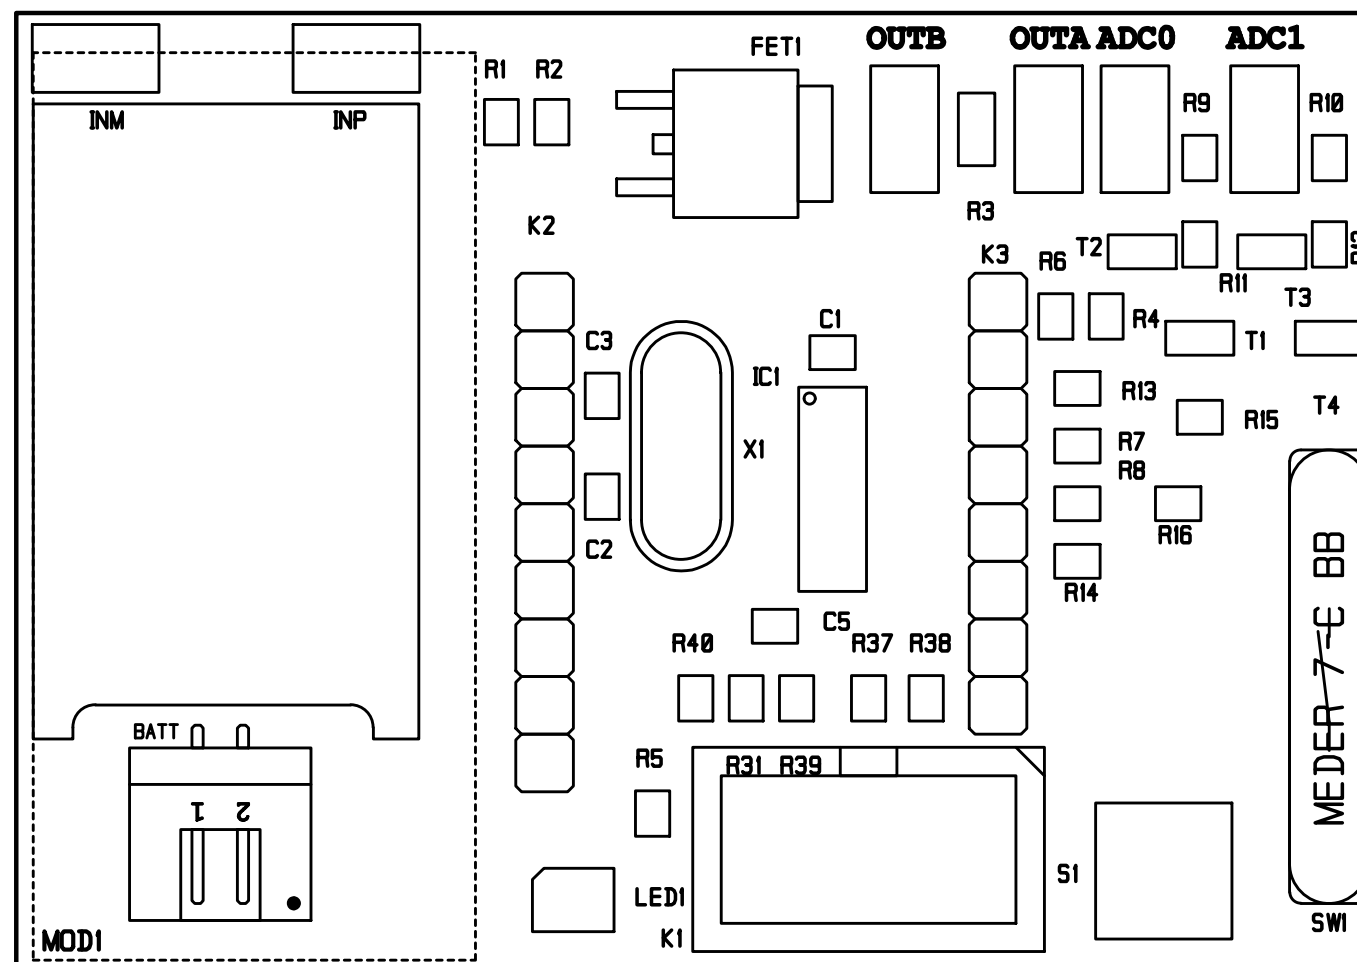 OUTB OUTA ADC0 ADC1
FET1
R1 R2
INM INP
R9 R10
R3
K2
T2
K3
R6
R11
T3
C1
R4
T1
C3
IC1
R13
T4
R15
X1
R7
R8
C2
R16
R14
MEDER 7-E BB
C5
R40 R37 R38
BATT
R5 R31 R39
1 2
S1
LED1
K1
MOD1
SW1